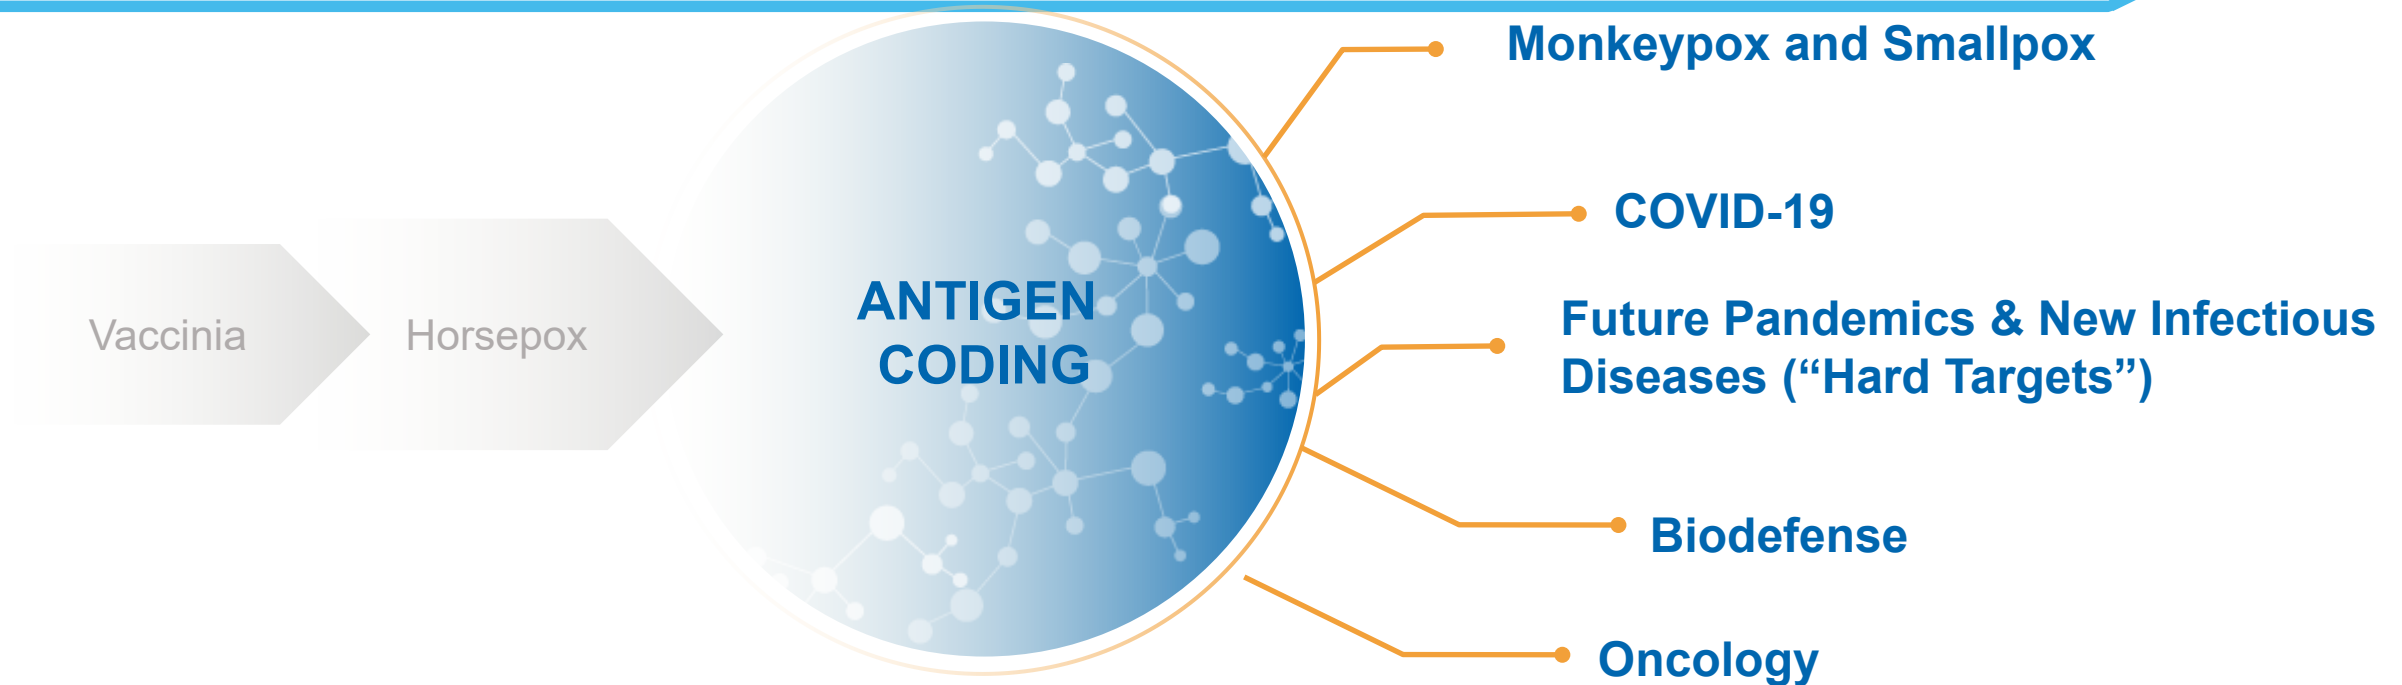 Vaccinia
Horsepox
ANTIGEN
CODING
Monkeypox and Smallpox
COVID-19
Future Pandemics & New Infectious
Diseases (“Hard Targets”)
Biodefense
Oncology